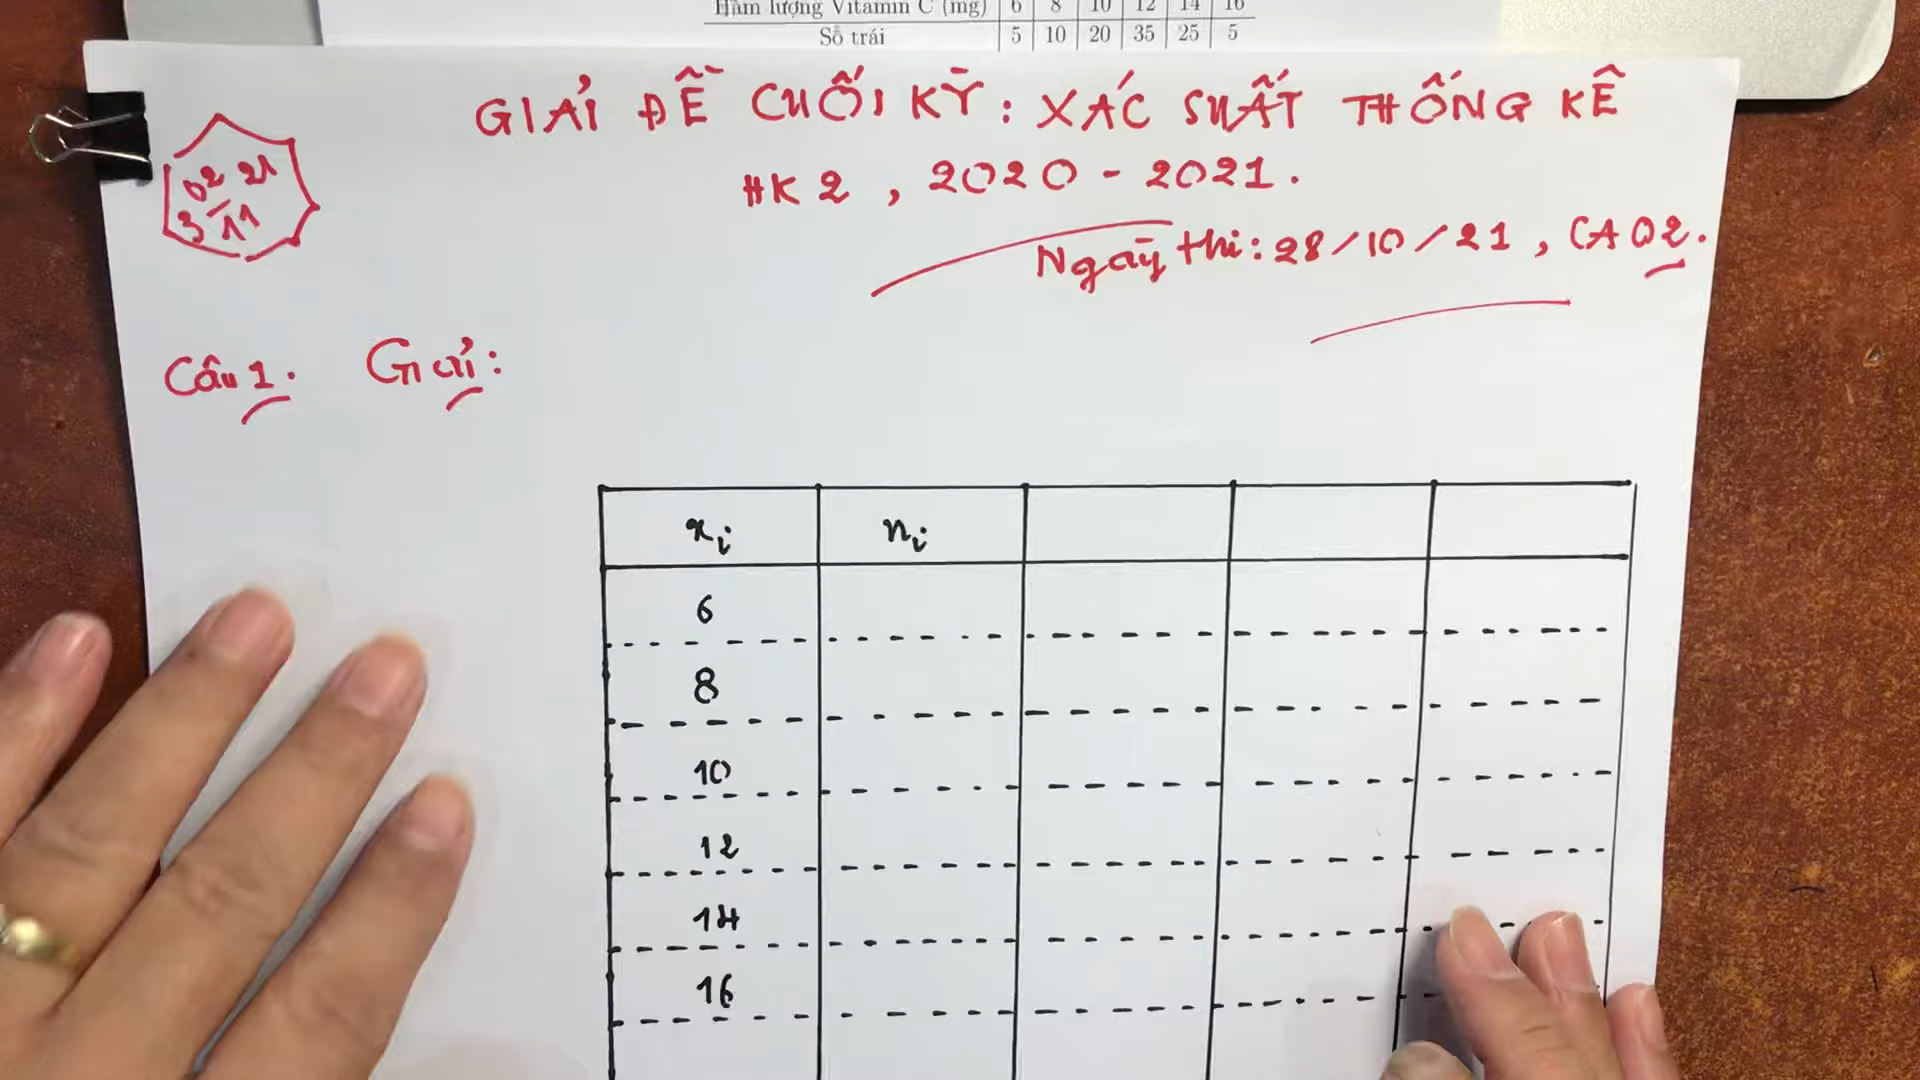 Hàm lượng Vitamin C (mg) 6 8 10 12 14 16
Số trái 5 10 20 35 25 5
GIẢI ĐỀ CUỐI KỲ: XÁC SUẤT THỐNG KÊ
HK2, 2020-2021.
Ngày thi: 28/10/21, CA 02.
02 21
3 11
Câu 1. Giải:
xi ni
6
8
10
12
14
16